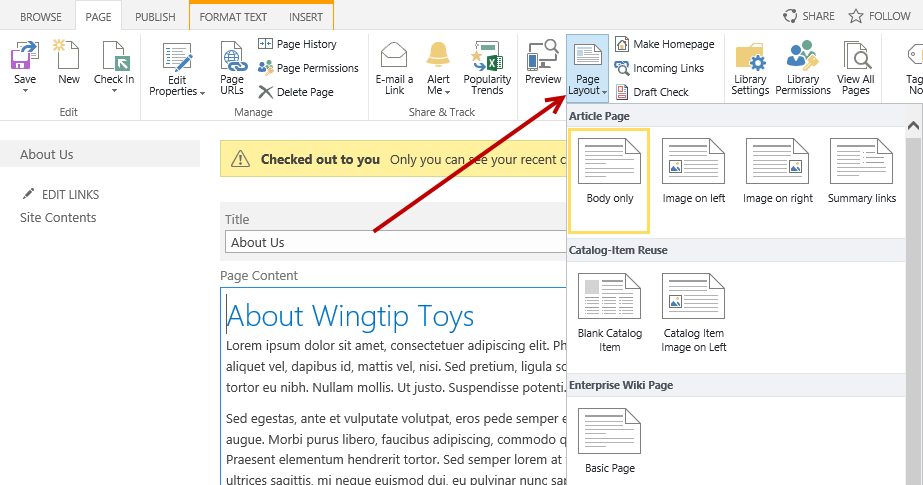 BROWSE PAGE PUBLISH FORMAT TEXT INSERT SHARE FOLLOW
Save
New
Check In
Edit
Edit
Properties
Page
URLs
Page History
Page Permissions
Delete Page
Manage
E-mail a
Link
Alert
Me
Popularity
Trends
Share & Track
Preview
Page
Layout
Make Homepage
Incoming Links
Draft Check
Library
Settings
Library
Permissions
View All
Pages
Article Page
Body only
Image on left
Image on right
Summary links
Catalog-Item Reuse
Blank Catalog
Item
Catalog Item
Image on Left
Enterprise Wiki Page
Basic Page
About Us
EDIT LINKS
Site Contents
Checked out to you Only you can see your recent
Title
About Us
Page Content
About Wingtip Toys
Lorem ipsum dolor sit amet, consectetuer adipiscing elit.
aliquet vel, dapibus id, mattis vel, nisi. Sed pretium, ligula
tortor eu nibh. Nullam mollis. Ut justo. Suspendisse potenti.
Sed egestas, ante et vulputate volutpat, eros pede semper
augue. Morbi purus libero, faucibus adipiscing, commodo
Praesent elementum hendrerit tortor. Sed semper lorem at
ultrices sagittis, mi neque euismod dui, eu pulvinar nunc